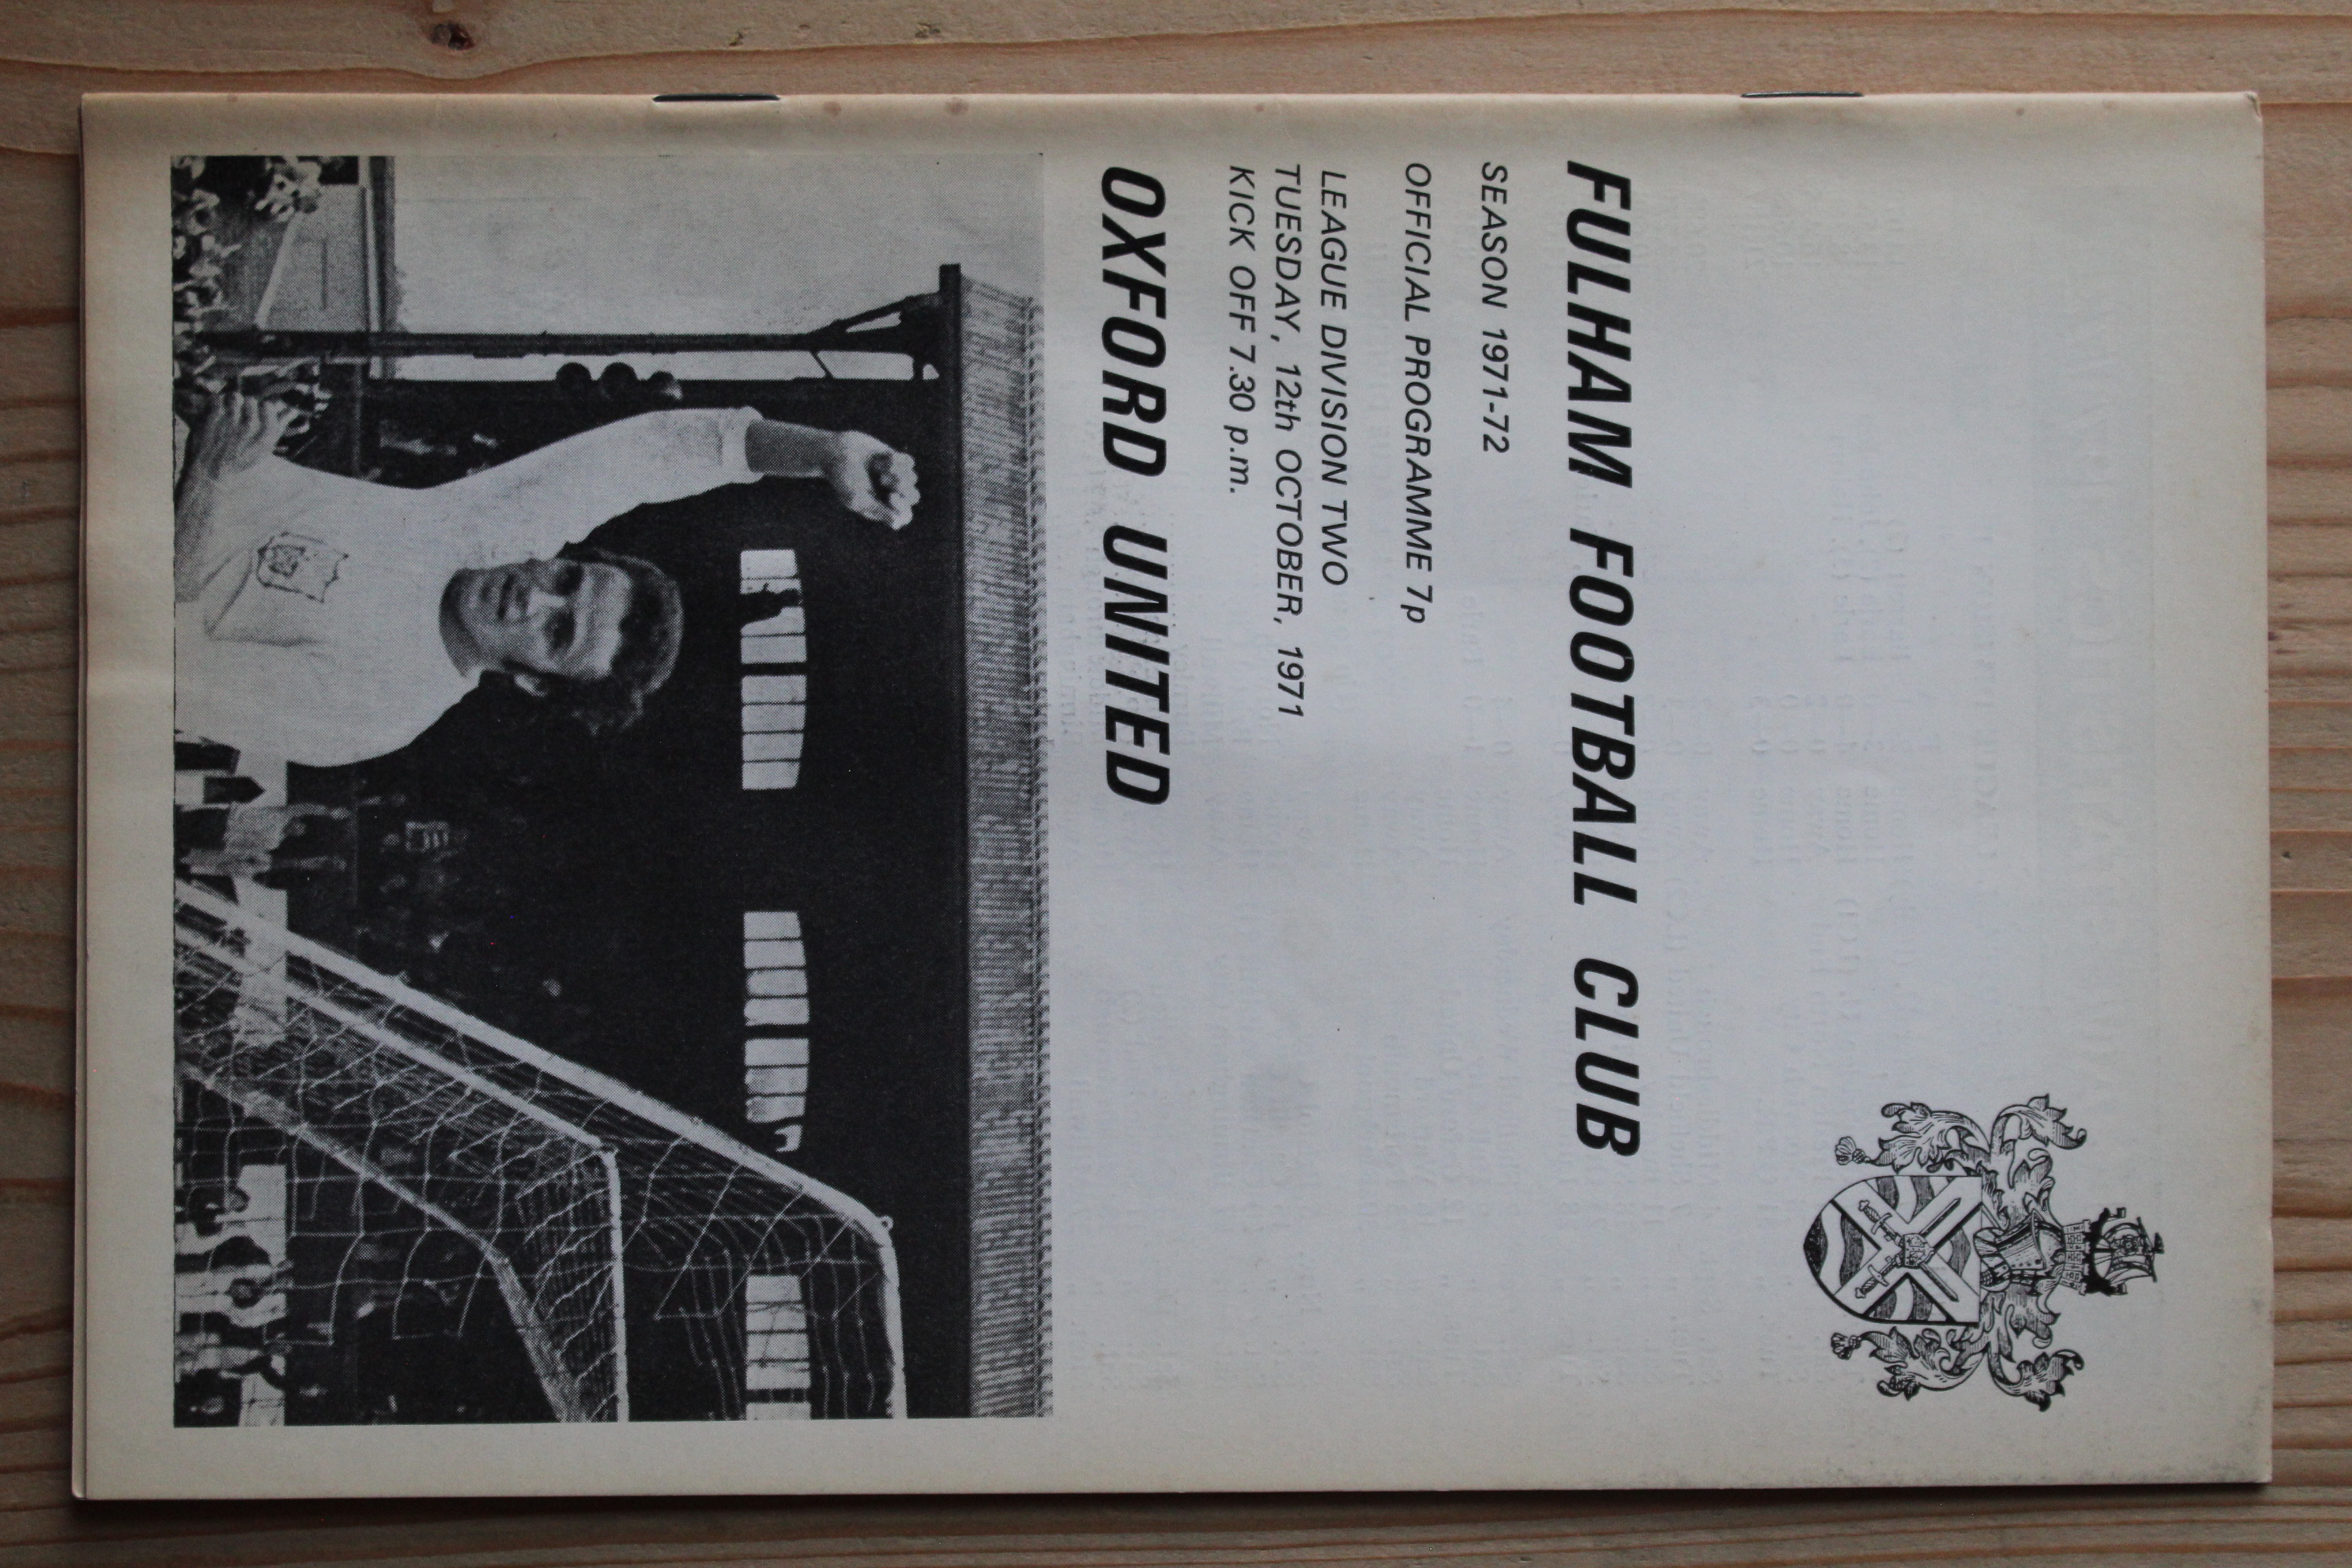 FULHAM FOOTBALL CLUB
SEASON 1971-72
OFFICIAL PROGRAMME 7p
LEAGUE DIVISION TWO
TUESDAY, 12th OCTOBER, 1971
KICK OFF 7.30 p.m.
OXFORD UNITED